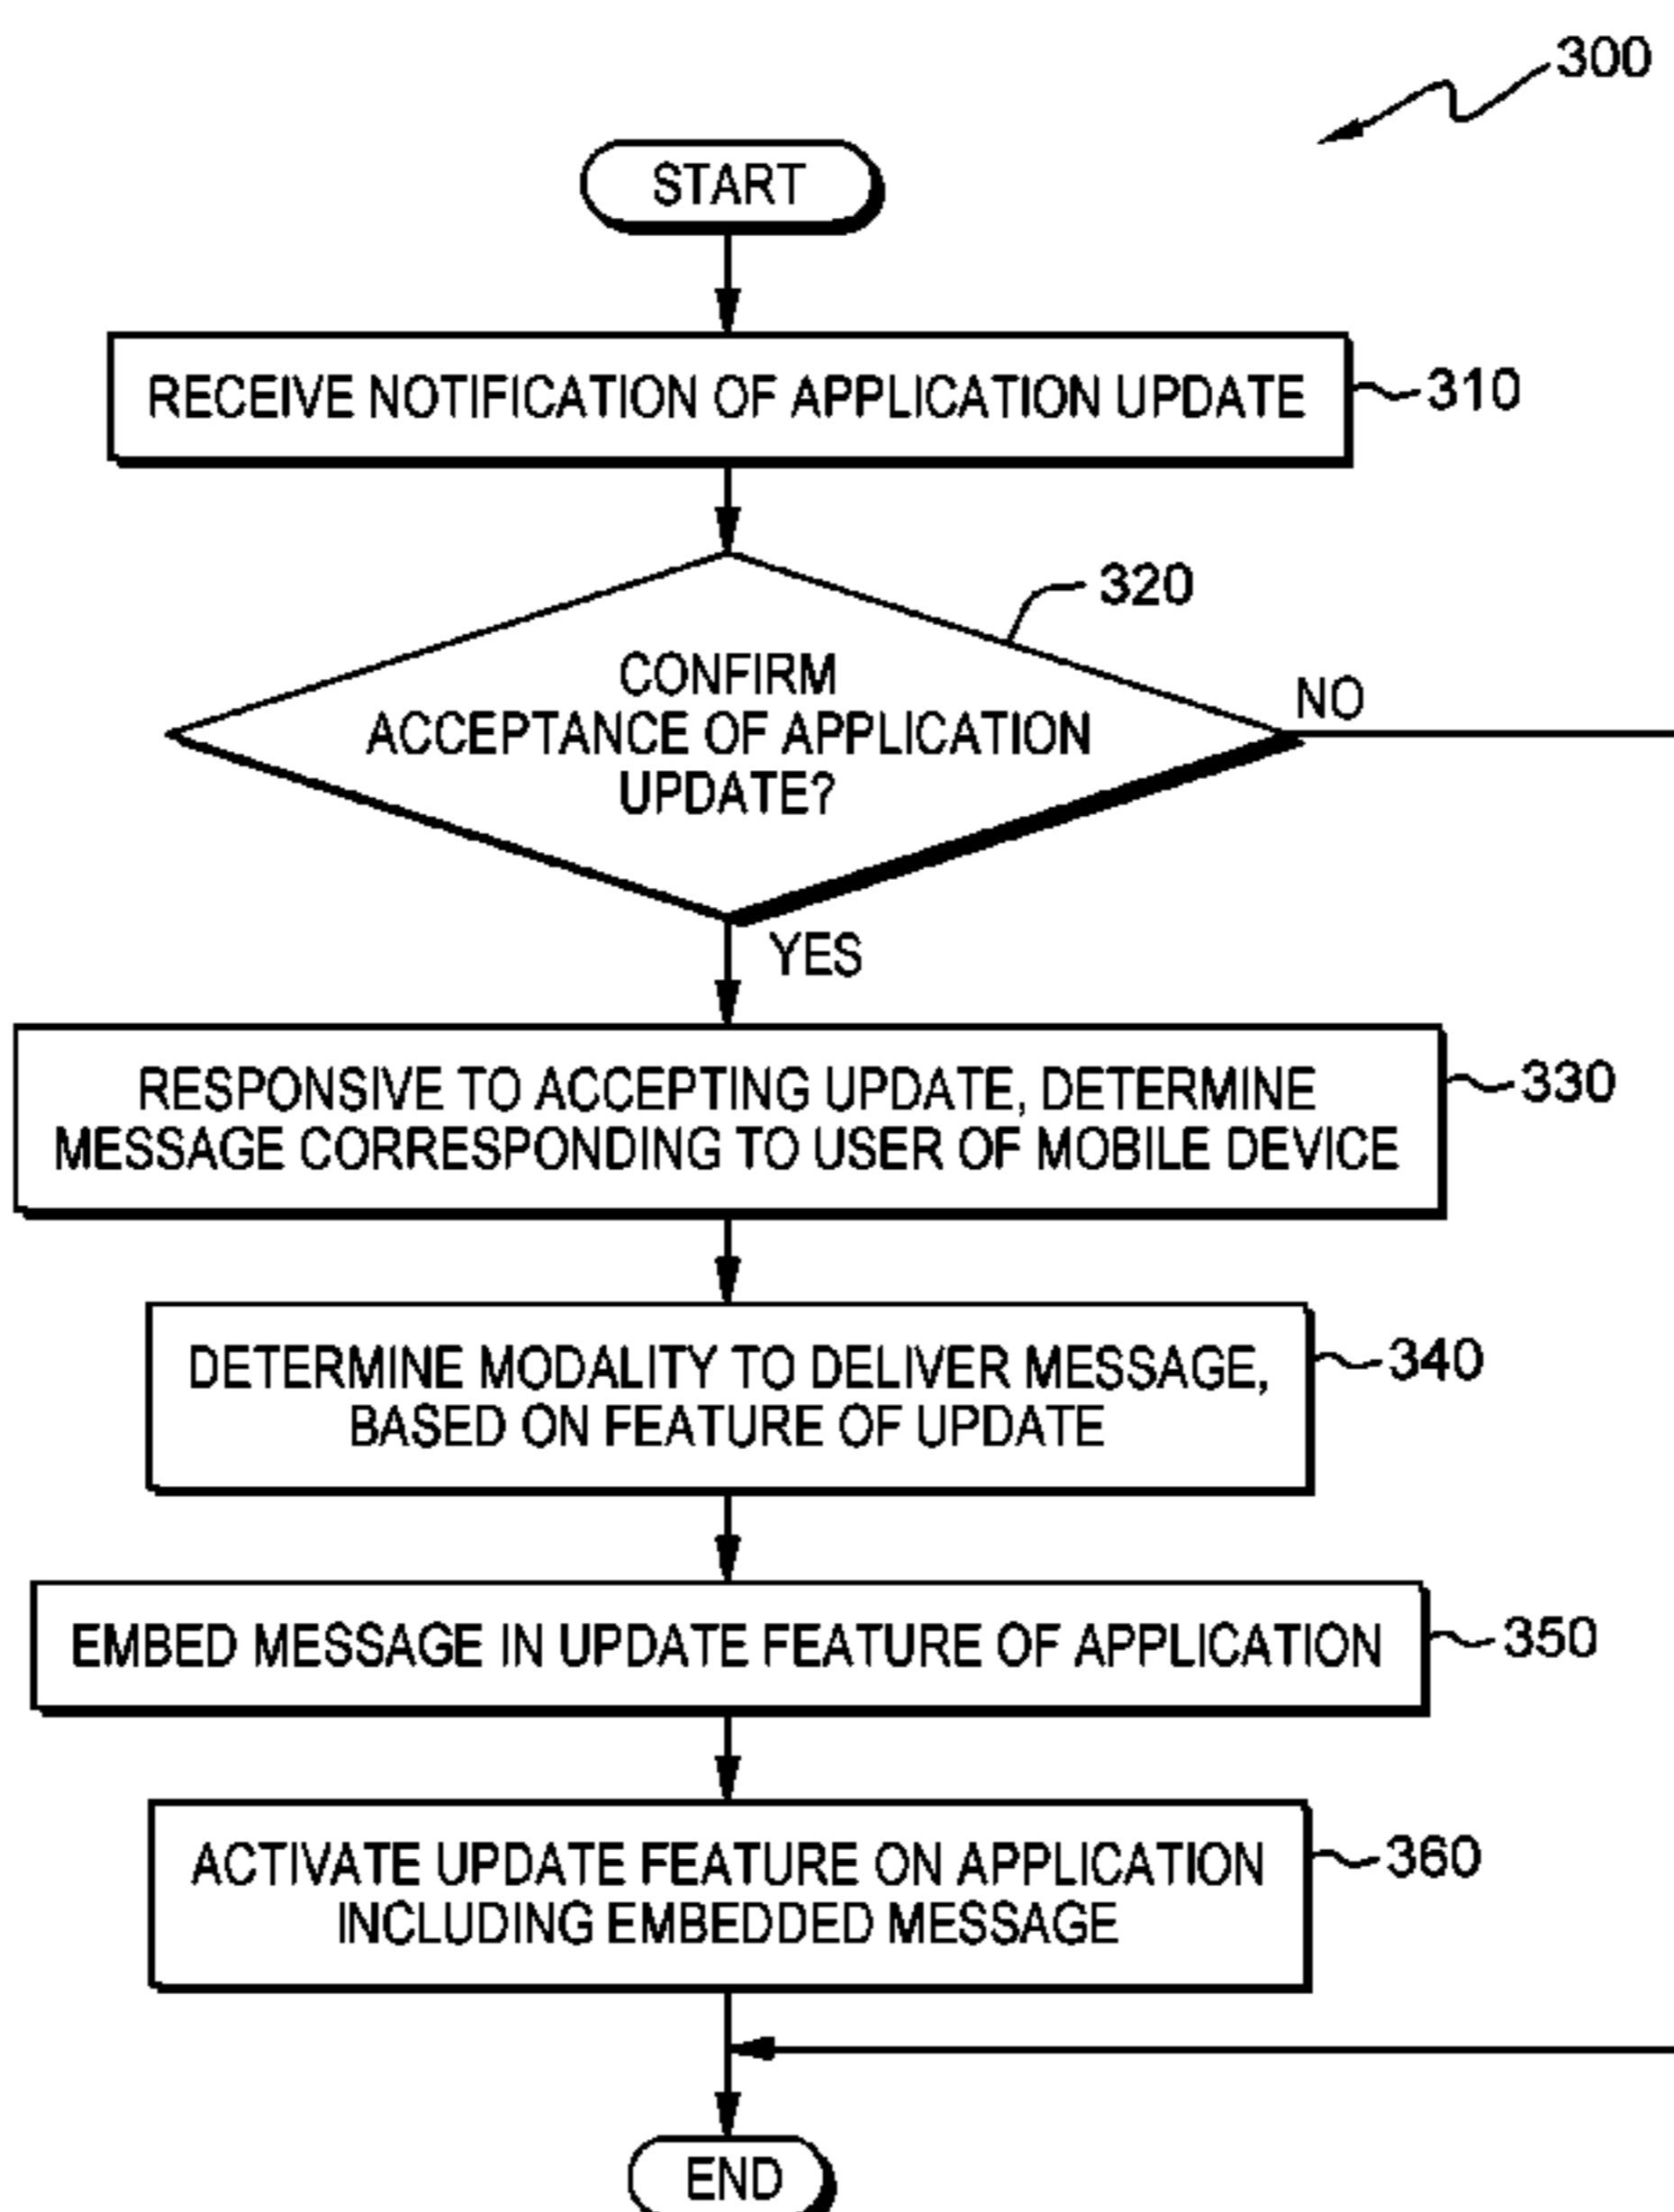 300
START
RECEIVE NOTIFICATION OF APPLICATION UPDATE
310
320
CONFIRM
ACCEPTANCE OF APPLICATION
UPDATE?
NO
YES
RESPONSIVE TO ACCEPTING UPDATE, DETERMINE
MESSAGE CORRESPONDING TO USER OF MOBILE DEVICE
330
DETERMINE MODALITY TO DELIVER MESSAGE,
BASED ON FEATURE OF UPDATE
340
EMBED MESSAGE IN UPDATE FEATURE OF APPLICATION
350
ACTIVATE UPDATE FEATURE ON APPLICATION
INCLUDING EMBEDDED MESSAGE
360
END